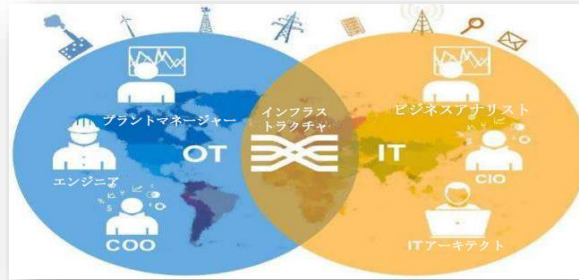 プラントマネージャー
エンジニア
COO
OT
インフラス
トラクチャ
IT
ビジネスアナリスト
CIO
ITアーキテクト